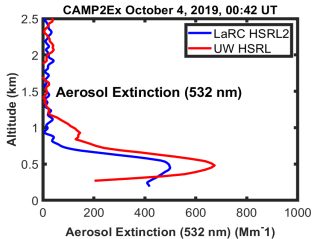 CAMP2Ex October 4, 2019, 00:42 UT
LaRC HSRL2
UW HSRL
Aerosol Extinction (532 nm)
Altitude (km)
2.5
2
1.5
1
0.5
0
0 200 400 600 800 1000
Aerosol Extinction (532 nm) (Mm⁻1)